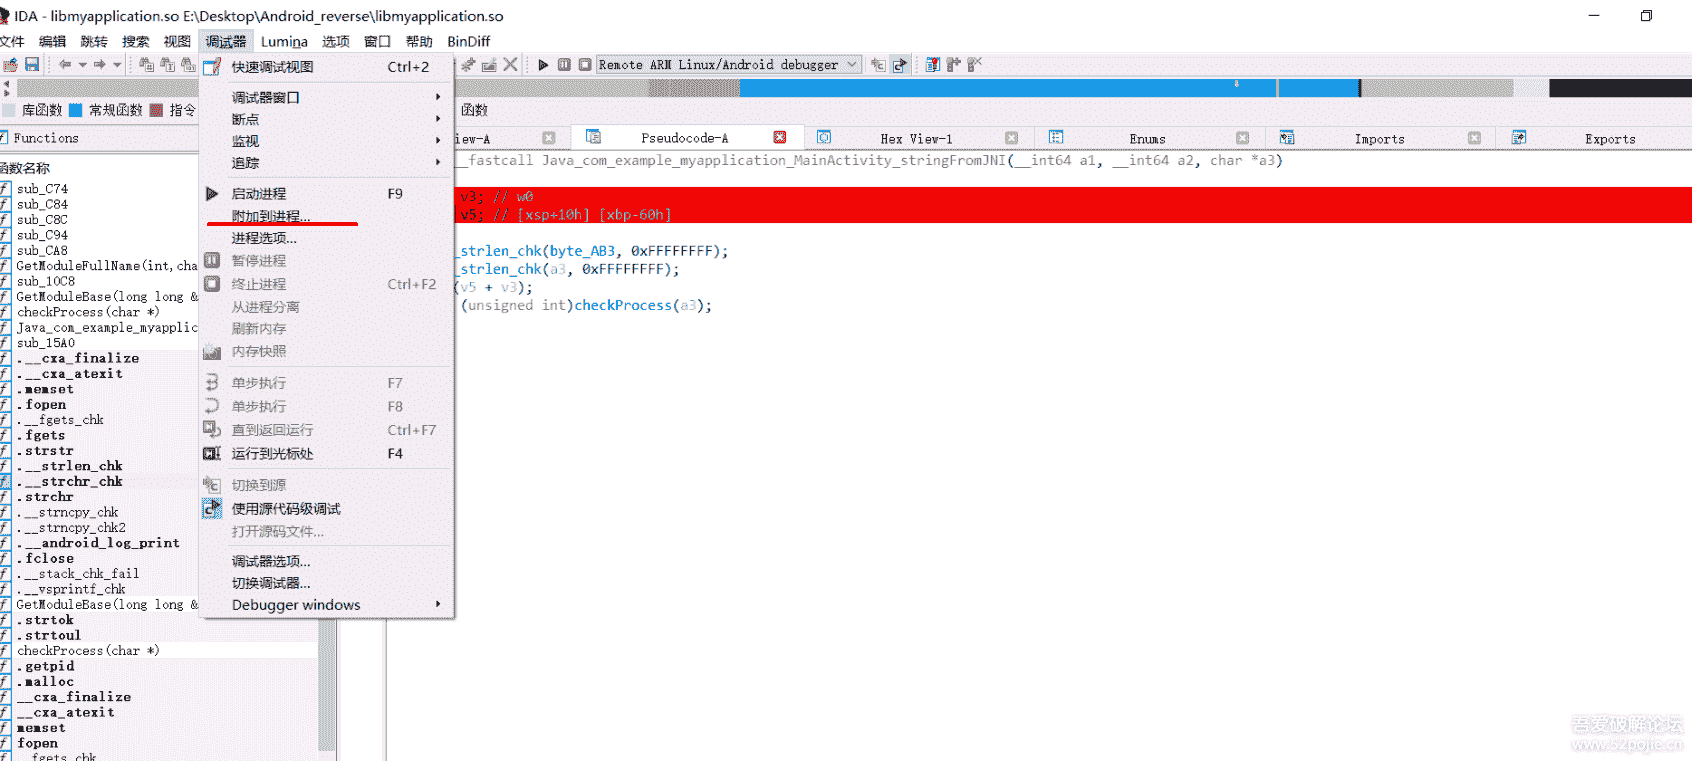 IDA - libmyapplication.so E:\Desktop\Android_reverse\libmyapplication.so
文件 编辑 跳转 搜索 视图 调试器 Lumina 选项 窗口 帮助 BinDiff
Remote ARM Linux/Android debugger
库函数 常规函数 指令 函数
Functions
iew-A Pseudocode-A Hex View-1 Enums Imports Exports
函数名称
sub_C74
sub_C84
sub_C8C
sub_C94
sub_CA8
GetModuleFullName(int,cha
sub_10C8
GetModuleBase(long long &
checkProcess(char *)
Java_com_example_myapplic
sub_15A0
.__cxa_finalize
.__cxa_atexit
.memset
.fopen
.__fgets_chk
.fgets
.strstr
.__strlen_chk
.__strchr_chk
.strchr
.__strncpy_chk
.__strncpy_chk2
.__android_log_print
.fclose
.__stack_chk_fail
.__vsprintf_chk
GetModuleBase(long long &
.strtok
.strtoul
checkProcess(char *)
.getpid
.malloc
__cxa_finalize
__cxa_atexit
memset
fopen
__fgets_chk
快速调试视图 Ctrl+2
调试器窗口
断点
监视
追踪
启动进程 F9
附加到进程...
进程选项...
暂停进程
终止进程 Ctrl+F2
从进程分离
刷新内存
内存快照
单步执行 F7
单步执行 F8
直到返回运行 Ctrl+F7
运行到光标处 F4
切换到源
使用源代码级调试
打开源码文件...
调试器选项...
切换调试器...
Debugger windows
__fastcall Java_com_example_myapplication_MainActivity_stringFromJNI(__int64 a1, __int64 a2, char *a3)
v3; // w0
v5; // [xsp+10h] [xbp-60h]
_strlen_chk(byte_AB3, 0xFFFFFFFF);
_strlen_chk(a3, 0xFFFFFFFF);
(v5 + v3);
(unsigned int)checkProcess(a3);
吾爱破解论坛
www.52pojie.cn